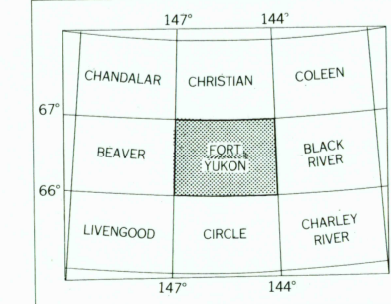 147° 144°
CHANDALAR CHRISTIAN COLEEN
67°
BEAVER FORT YUKON BLACK RIVER
66°
LIVENGOOD CIRCLE CHARLEY RIVER
147° 144°